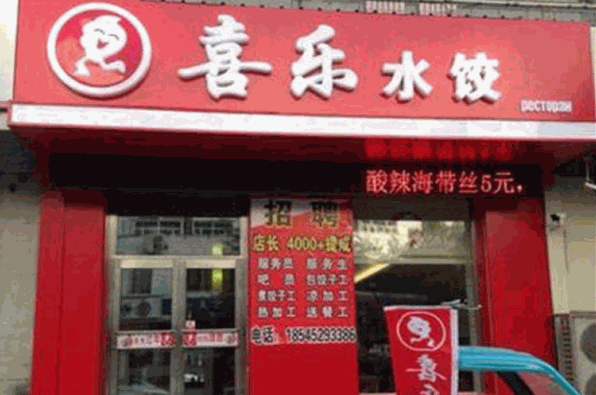 喜乐水饺
ресторан
酸辣海带丝5元,
招聘
店长 4000+提成
服务员 服务生
吧员 包饺子工
煮饺子工 凉加工
热加工 送餐工
电话: 18545293386
喜